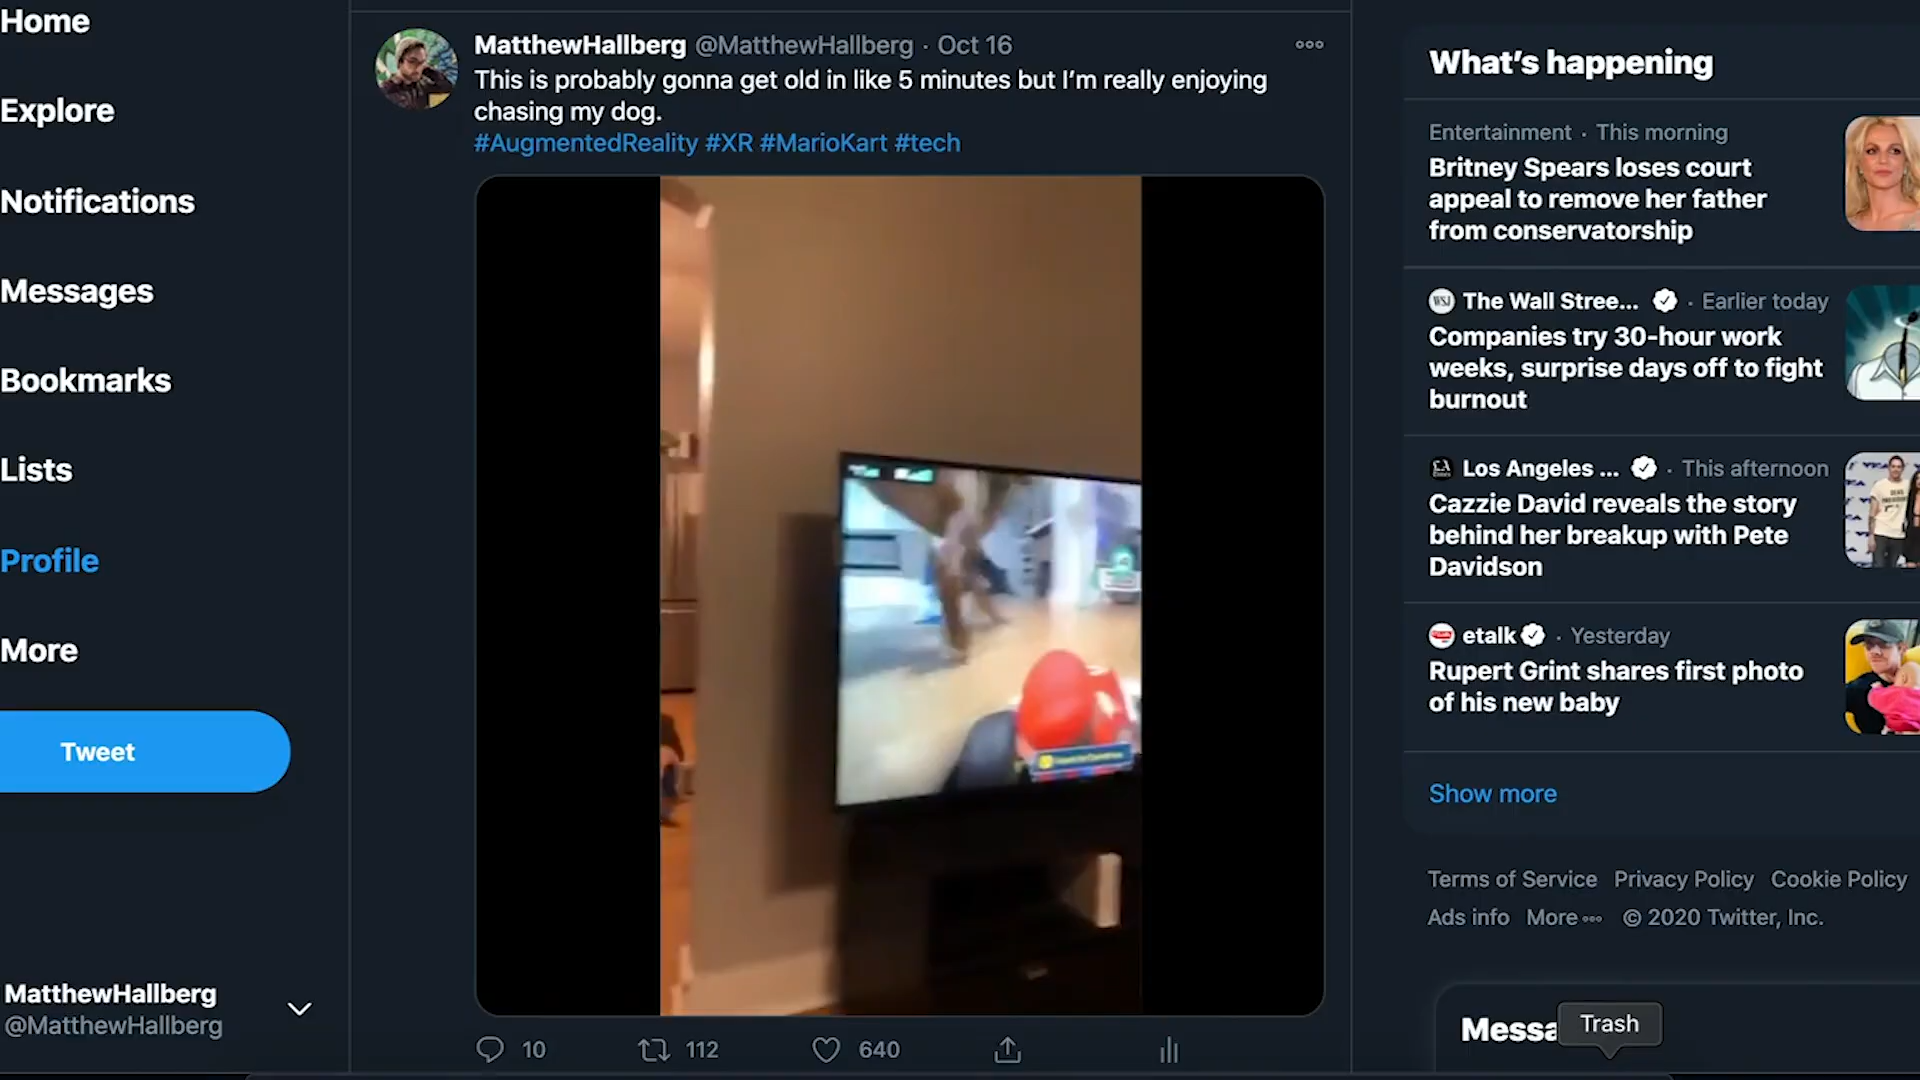 Home
Explore
Notifications
Messages
Bookmarks
Lists
Profile
More
Tweet
MatthewHallberg
@MatthewHallberg
MatthewHallberg @MatthewHallberg · Oct 16
This is probably gonna get old in like 5 minutes but I’m really enjoying
chasing my dog.
#AugmentedReality #XR #MarioKart #tech
10 112 640
What’s happening
Entertainment · This morning
Britney Spears loses court
appeal to remove her father
from conservatorship
WSJ The Wall Stree... · Earlier today
Companies try 30-hour work
weeks, surprise days off to fight
burnout
Los Angeles ... · This afternoon
Cazzie David reveals the story
behind her breakup with Pete
Davidson
etalk · Yesterday
Rupert Grint shares first photo
of his new baby
Show more
Terms of Service Privacy Policy Cookie Policy
Ads info More © 2020 Twitter, Inc.
Messa
Trash